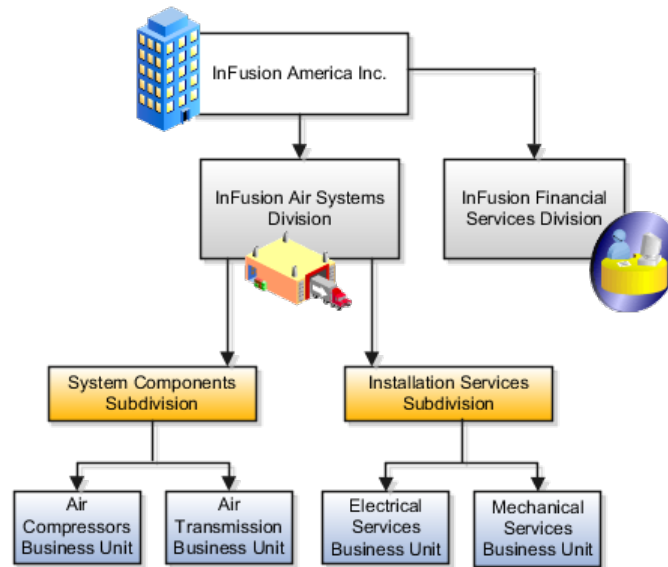 InFusion America Inc.
InFusion Air Systems
Division
InFusion Financial
Services Division
System Components
Subdivision
Installation Services
Subdivision
Air
Compressors
Business Unit
Air
Transmission
Business Unit
Electrical
Services
Business Unit
Mechanical
Services
Business Unit